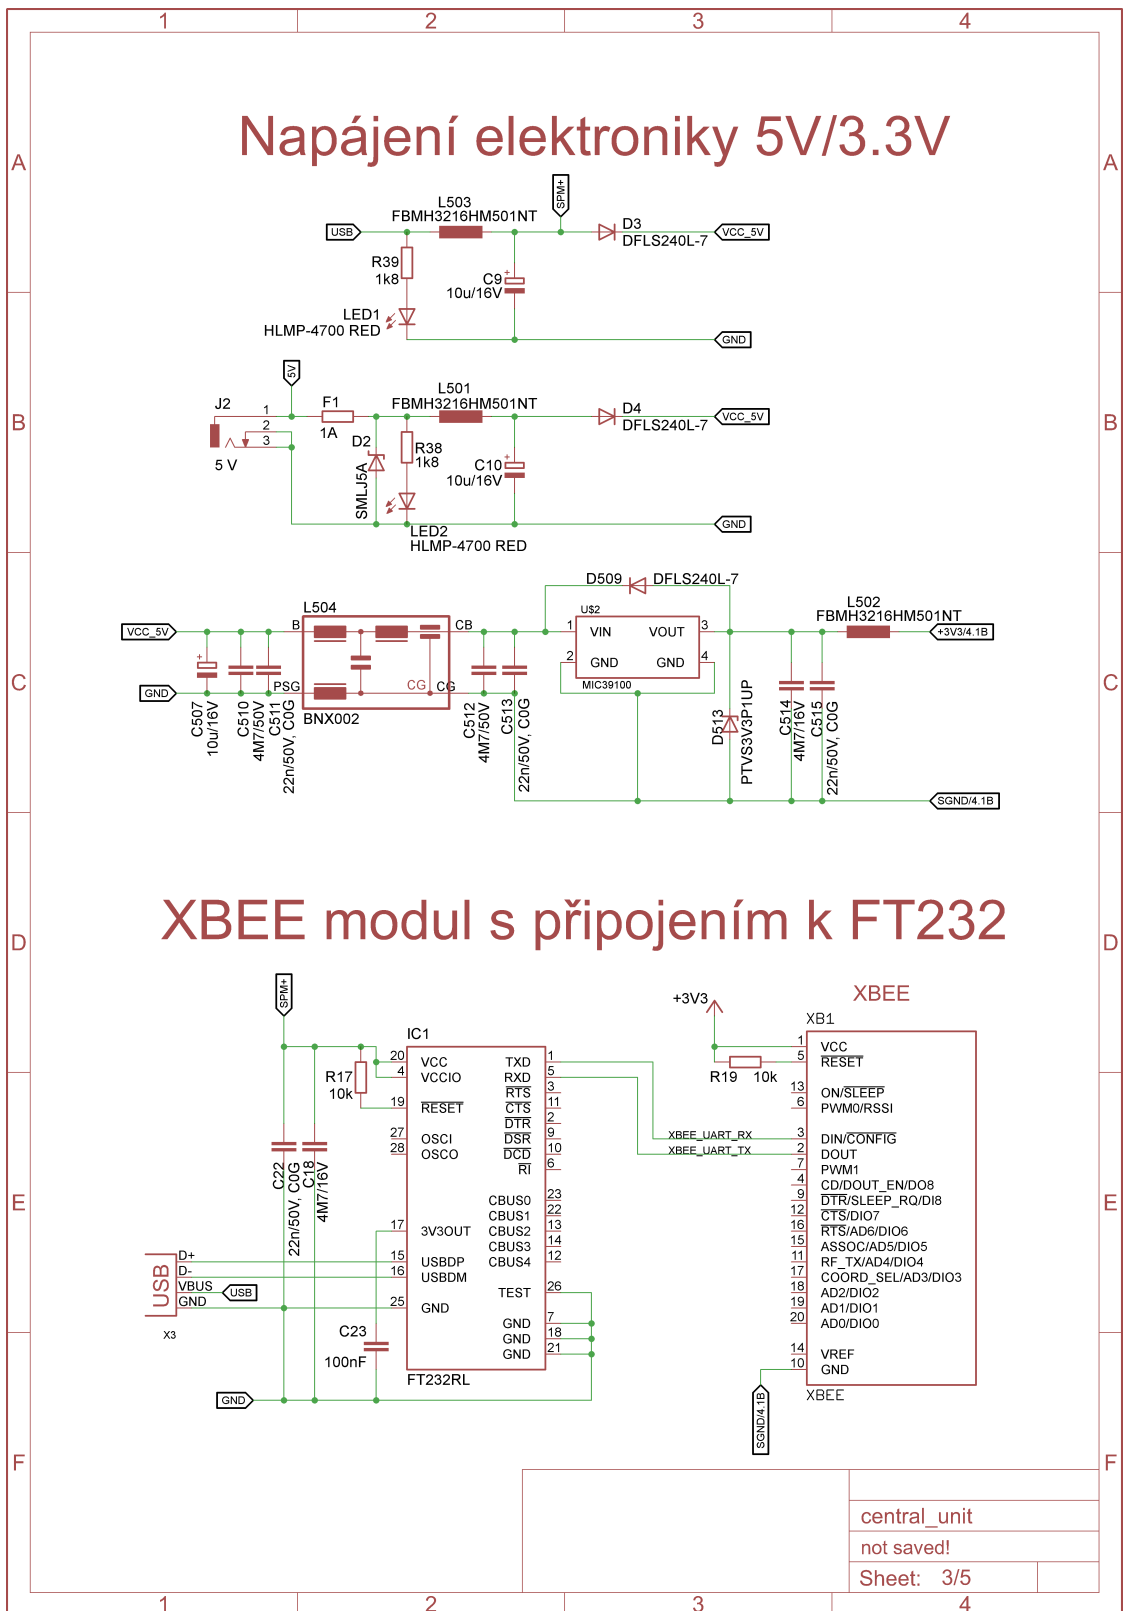 1 2 3 4
A A
B B
C C
D D
E E
F F
Napájení elektroniky 5V/3.3V
SPM+
L503
FBMH3216HM501NT
USB
D3
DFLS240L-7
VCC_5V
R39
1k8
C9
10u/16V
LED1
HLMP-4700 RED
GND
5V
J2
1
2
3
5 V
F1
1A
L501
FBMH3216HM501NT
D4
DFLS240L-7
VCC_5V
D2
SMLJ5A
R38
1k8
C10
10u/16V
LED2
HLMP-4700 RED
GND
D509
DFLS240L-7
L504
VCC_5V
B
CB
PSG
CG
CG
BNX002
GND
C507
10u/16V
C510
4M7/50V
C511
22n/50V, C0G
C512
4M7/50V
C513
22n/50V, C0G
U$2
1
VIN
VOUT
3
2
GND
GND
4
MIC39100
D513
PTVS3V3P1UP
C514
4M7/16V
C515
22n/50V, C0G
L502
FBMH3216HM501NT
+3V3/4.1B
SGND/4.1B
XBEE modul s připojením k FT232
SPM+
R17
10k
C22
22n/50V, C0G
C18
4M7/16V
IC1
20 VCC
4 VCCIO
19 RESET
27 OSCI
28 OSCO
17 3V3OUT
15 USBDP
16 USBDM
25 GND
TXD 1
RXD 5
RTS 3
CTS 11
DTR 2
DSR 9
DCD 10
RI 6
CBUS0 23
CBUS1 22
CBUS2 13
CBUS3 14
CBUS4 12
TEST 26
GND 7
GND 18
GND 21
FT232RL
USB
D+
D-
VBUS
GND
X3
USB
C23
100nF
GND
+3V3
R19
10k
XBEE_UART_RX
XBEE_UART_TX
XBEE
XB1
1 VCC
5 RESET
13 ON/SLEEP
6 PWM0/RSSI
3 DIN/CONFIG
2 DOUT
7 PWM1
4 CD/DOUT_EN/DO8
9 DTR/SLEEP_RQ/DI8
12 CTS/DIO7
16 RTS/AD6/DIO6
15 ASSOC/AD5/DIO5
11 RF_TX/AD4/DIO4
17 COORD_SEL/AD3/DIO3
18 AD2/DIO2
19 AD1/DIO1
20 AD0/DIO0
14 VREF
10 GND
XBEE
SGND/4.1B
central_unit
not saved!
Sheet: 3/5
1 2 3 4